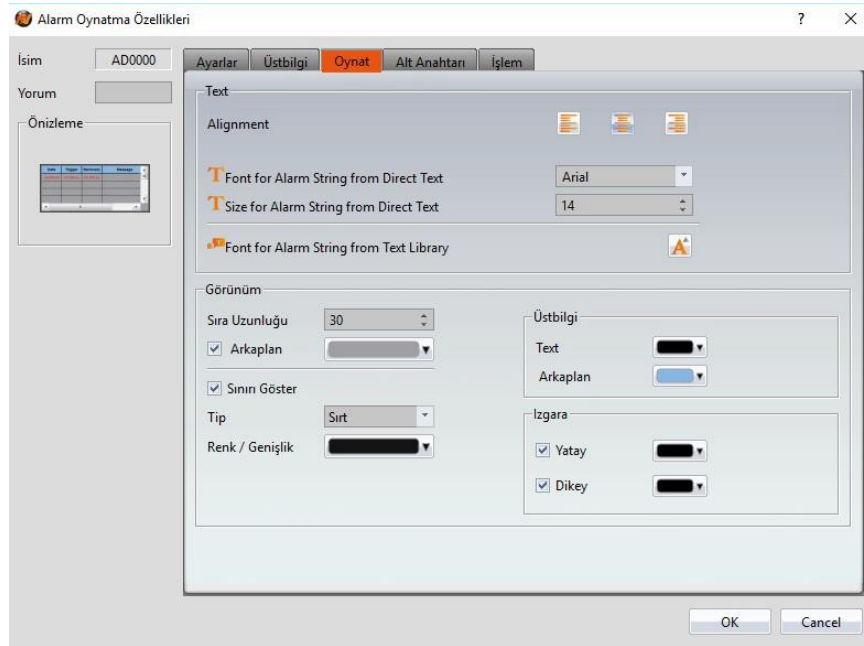 Alarm Oynatma Özellikleri
?
İsim AD0000
Yorum
Önizleme
Ayarlar Üstbilgi Oynat Alt Anahtarı İşlem
Text
Alignment
Font for Alarm String from Direct Text Arial
Size for Alarm String from Direct Text 14
Font for Alarm String from Text Library
Görünüm
Sıra Uzunluğu 30
Arkaplan
Sınırı Göster
Tip Sırt
Renk / Genişlik
Üstbilgi
Text
Arkaplan
Izgara
Yatay
Dikey
OK Cancel